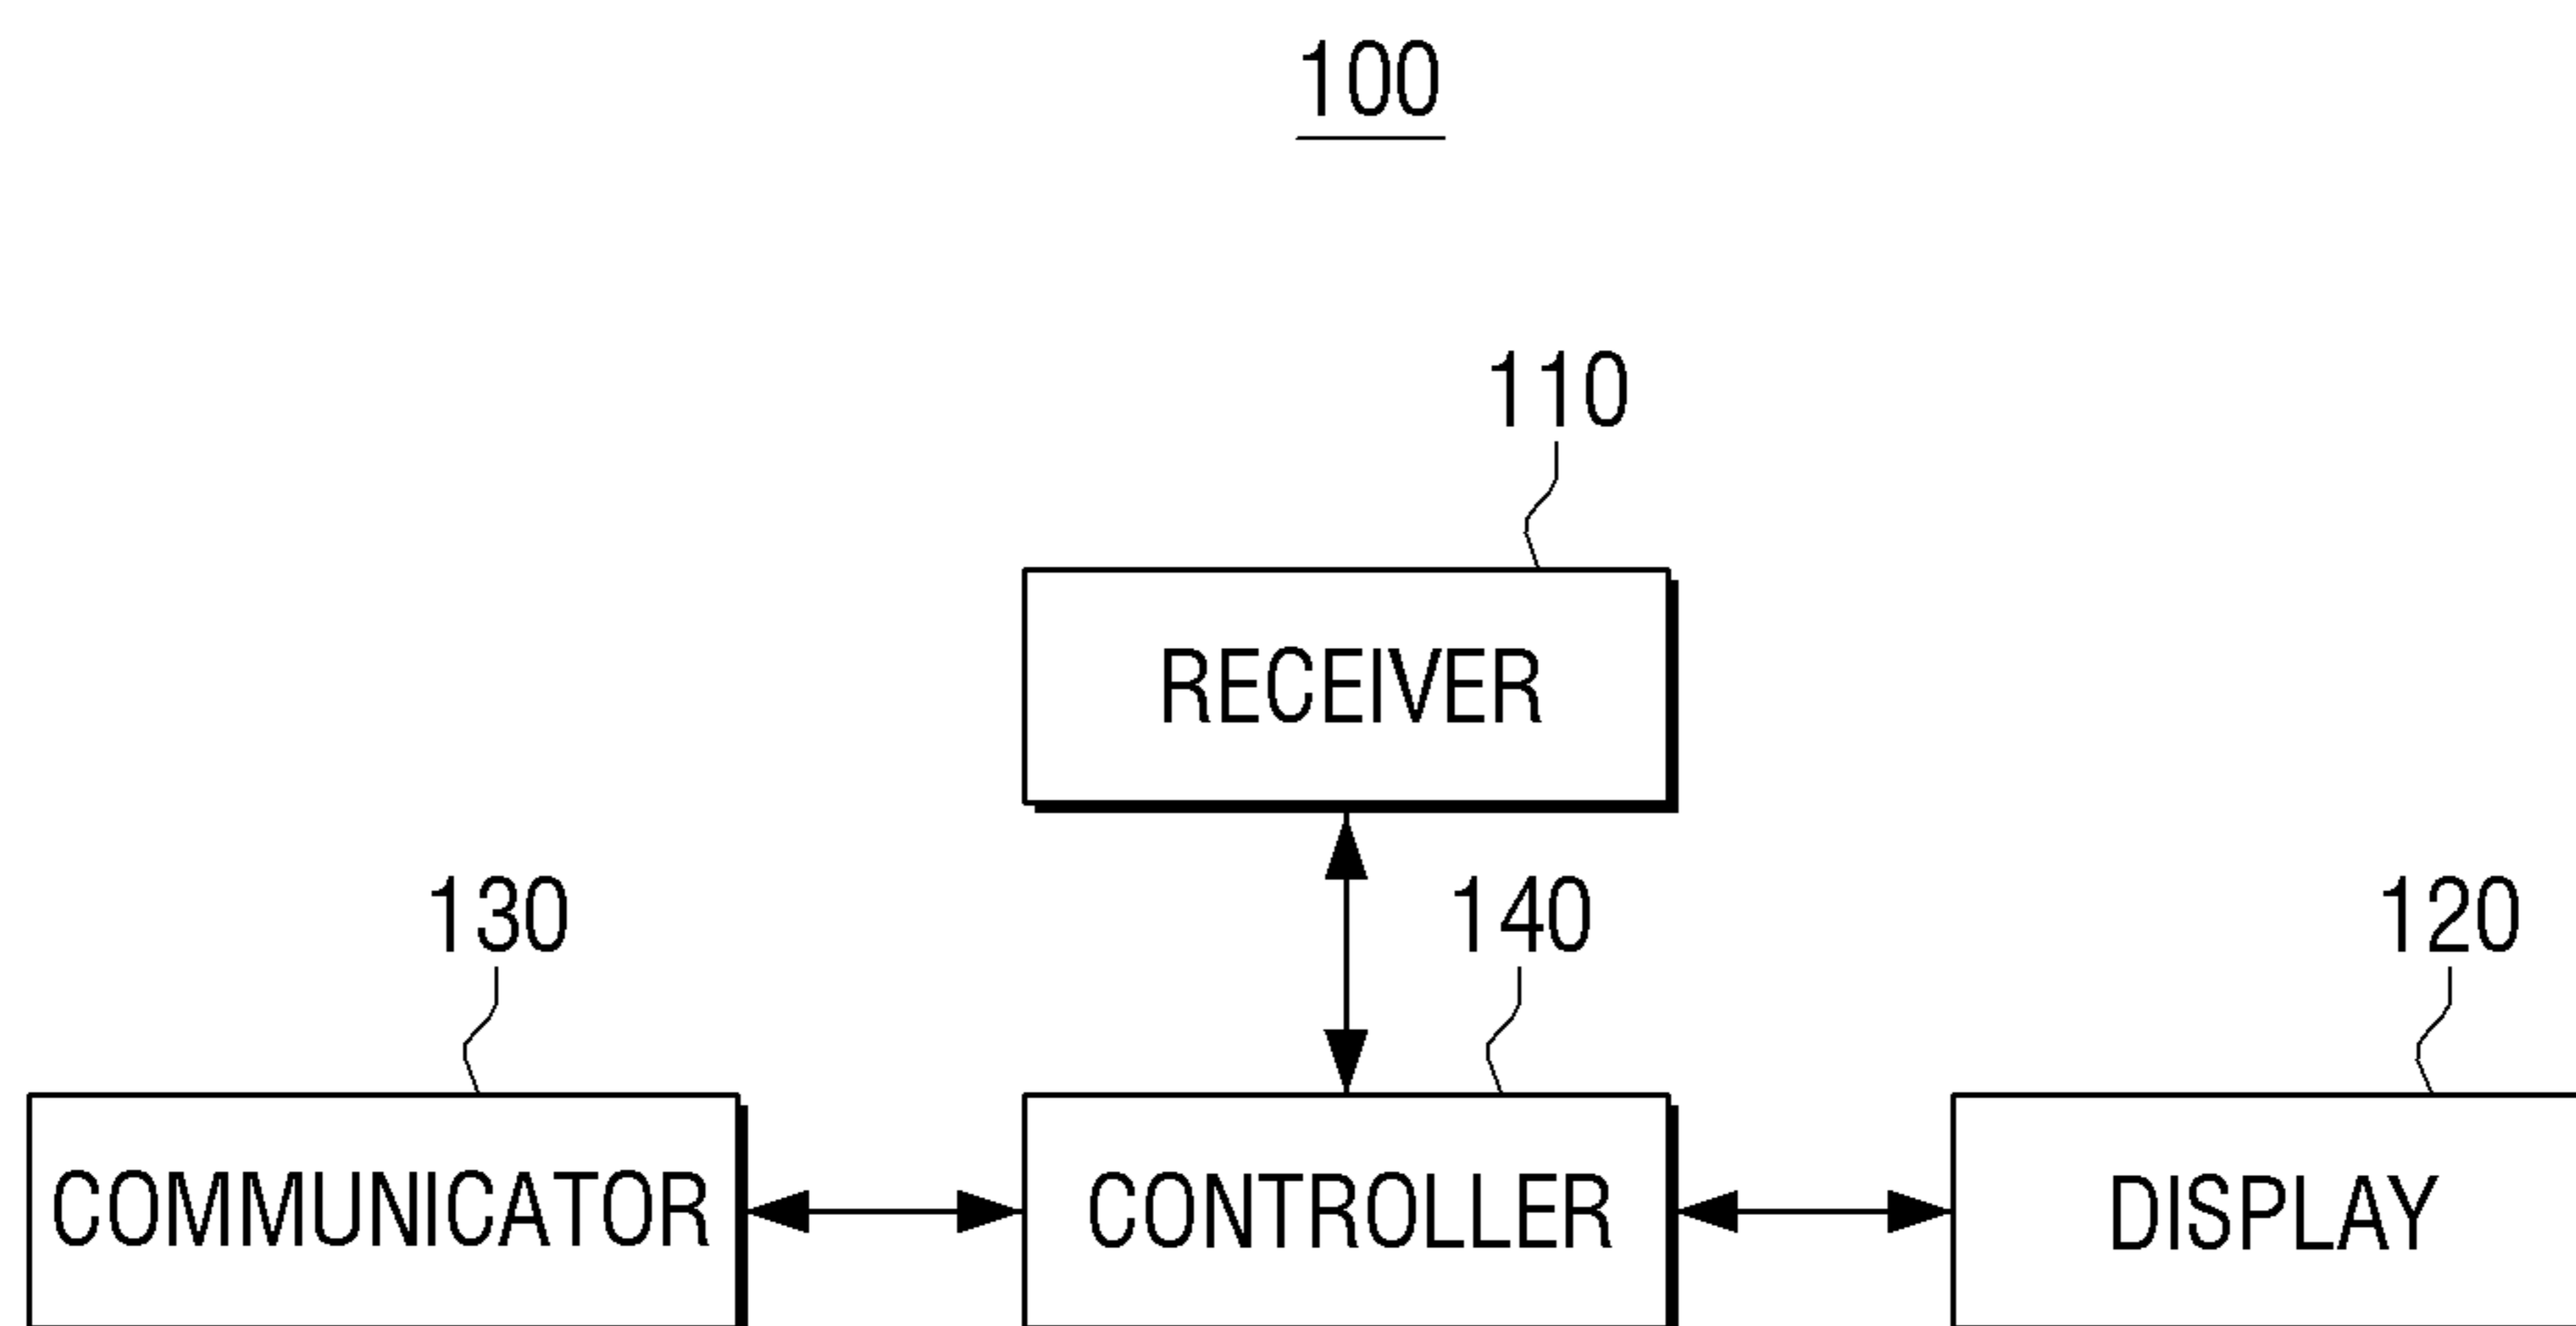 100
110
RECEIVER
130
140
120
COMMUNICATOR
CONTROLLER
DISPLAY